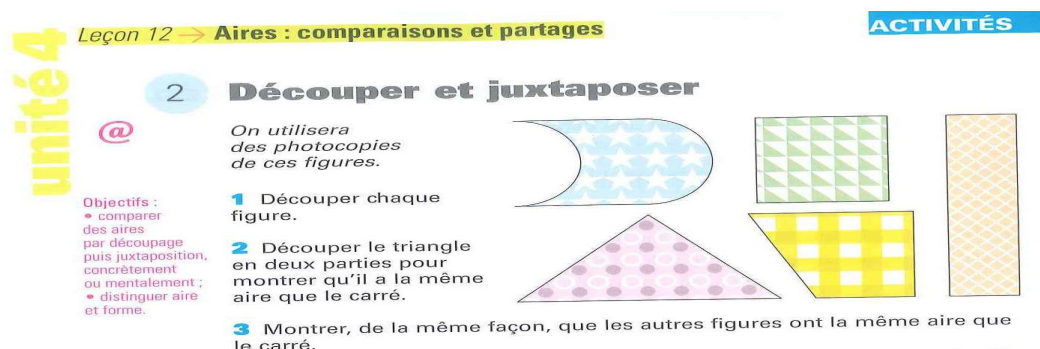 unité 4
Leçon 12 → Aires : comparaisons et partages
ACTIVITÉS
2 Découper et juxtaposer
@
On utilisera
des photocopies
de ces figures.
1 Découper chaque
figure.
2 Découper le triangle
en deux parties pour
montrer qu'il a la même
aire que le carré.
3 Montrer, de la même façon, que les autres figures ont la même aire que
le carré.
Objectifs :
• comparer
des aires
par découpage
puis juxtaposition,
concrètement
ou mentalement ;
• distinguer aire
et forme.